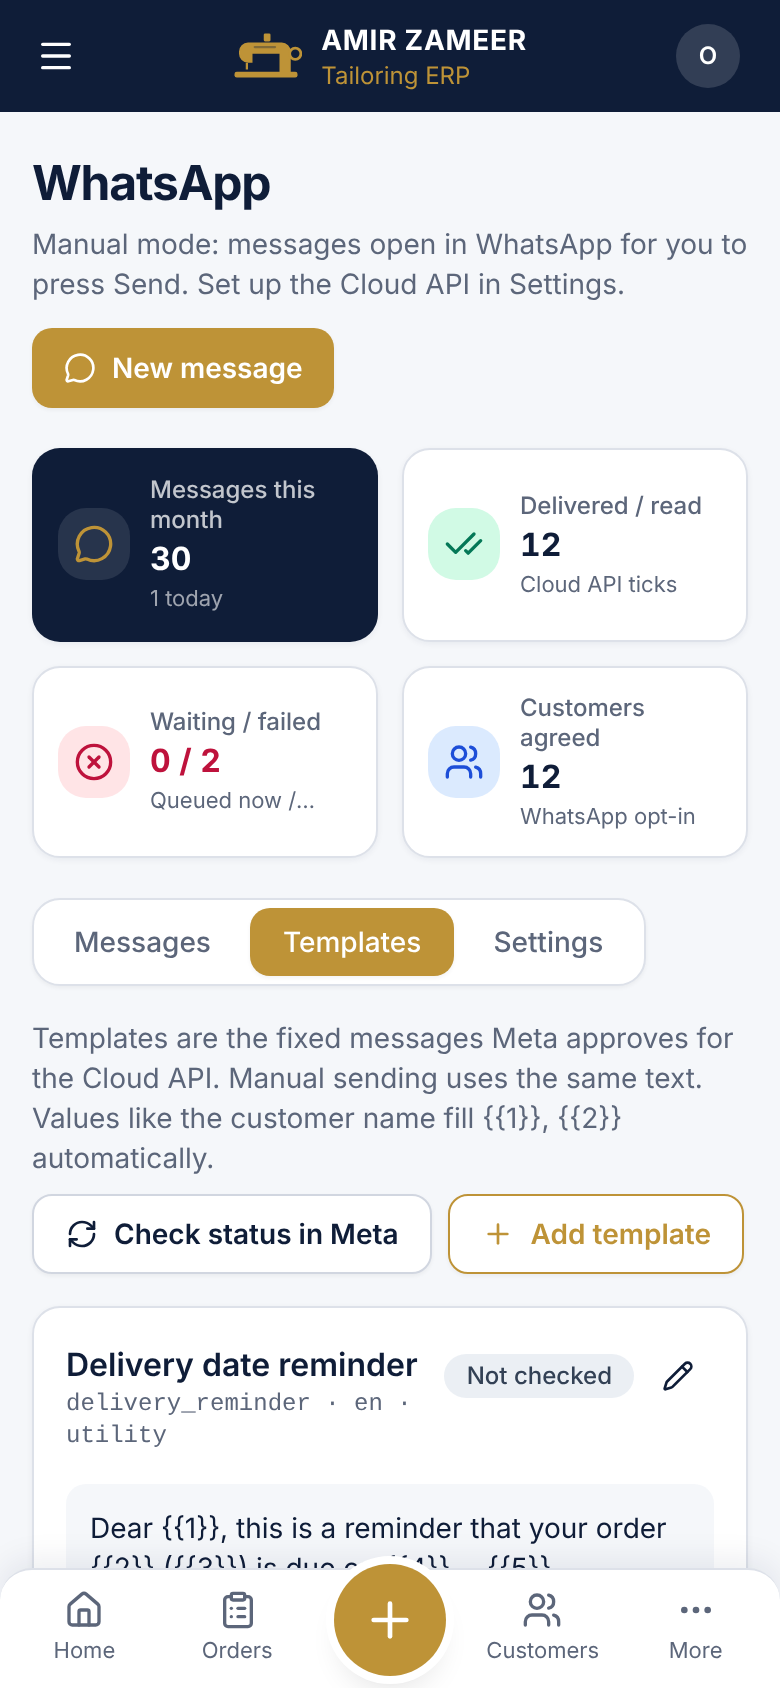 AMIR ZAMEER
Tailoring ERP
O
WhatsApp
Manual mode: messages open in WhatsApp for you to
press Send. Set up the Cloud API in Settings.
New message
Messages this
month
30
1 today
Delivered / read
12
Cloud API ticks
Waiting / failed
0 / 2
Queued now /...
Customers
agreed
12
WhatsApp opt-in
Messages
Templates
Settings
Templates are the fixed messages Meta approves for
the Cloud API. Manual sending uses the same text.
Values like the customer name fill {{1}}, {{2}}
automatically.
Check status in Meta
Add template
Delivery date reminder
Not checked
delivery_reminder · en ·
utility
Dear {{1}}, this is a reminder that your order
{{2}} ({{3}}) is due
Home
Orders
Customers
More